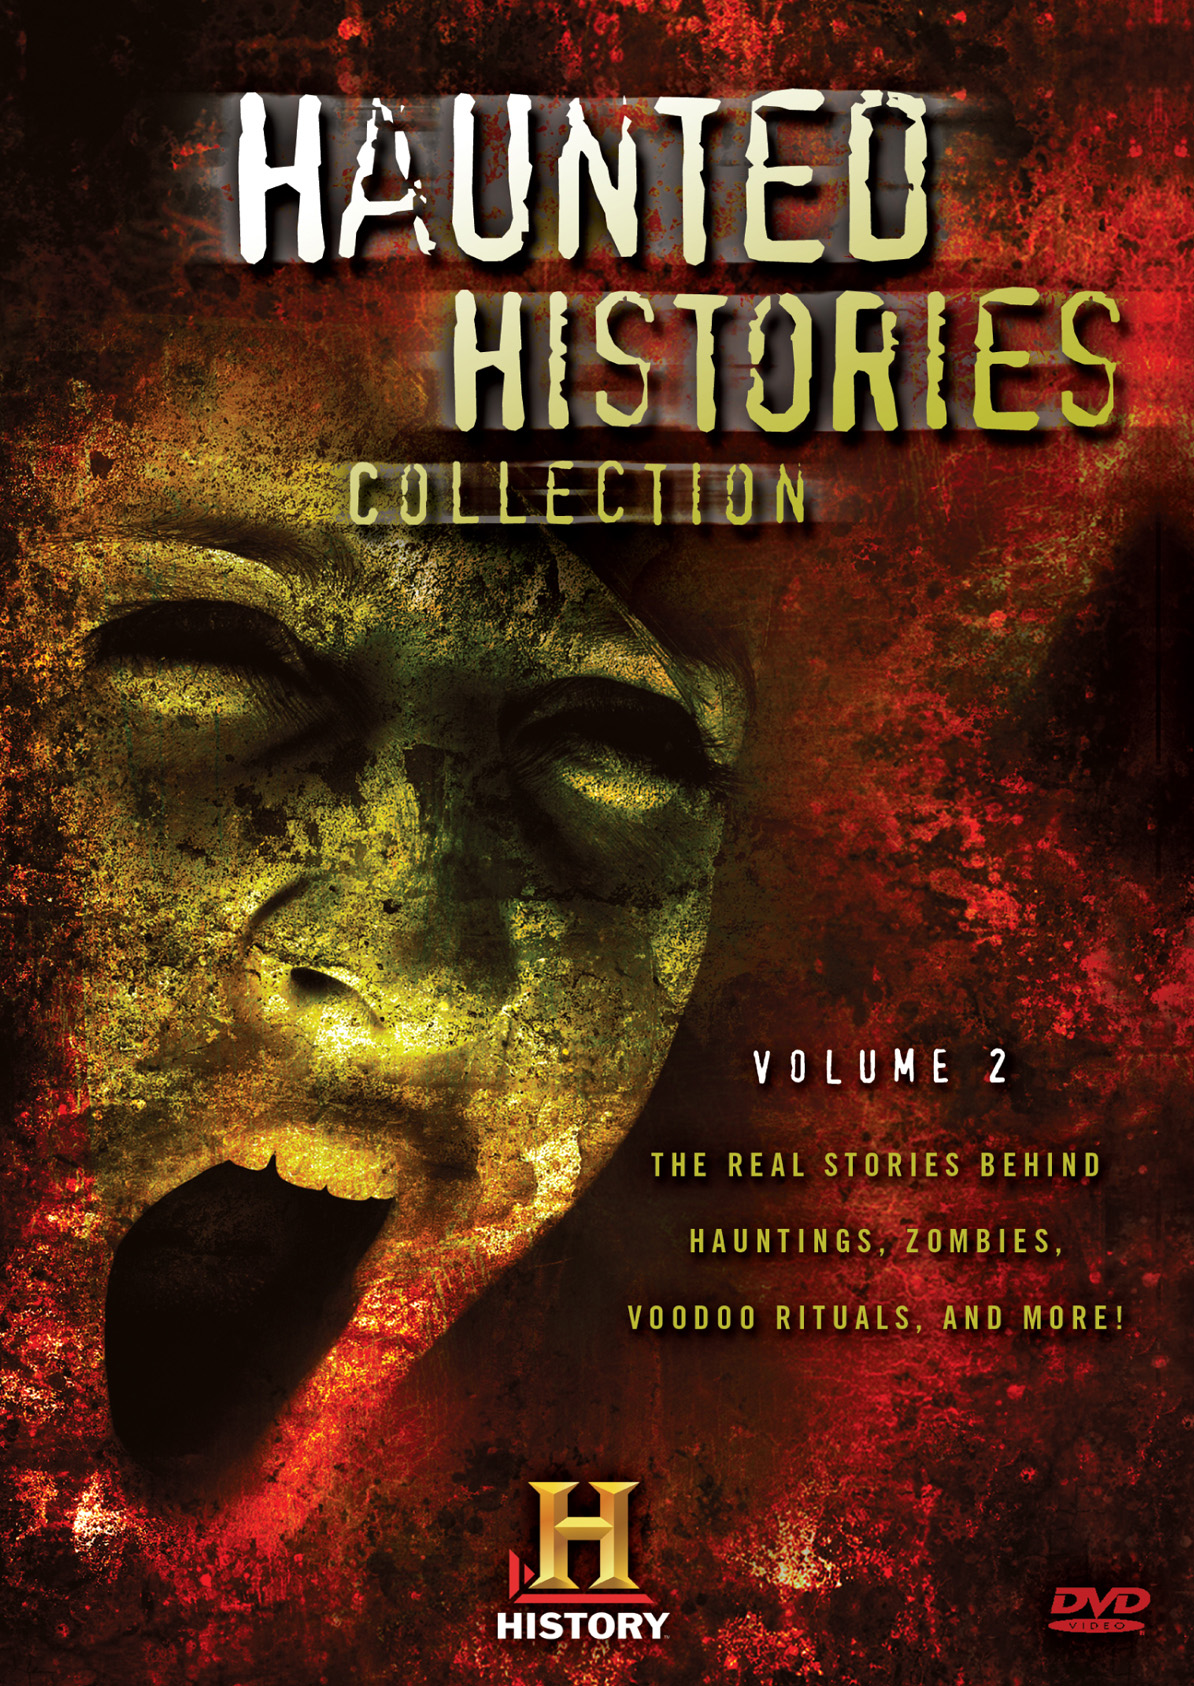 HAUNTED
HISTORIES
COLLECTION
VOLUME 2
THE REAL STORIES BEHIND
HAUNTINGS, ZOMBIES,
VOODOO RITUALS, AND MORE!
H
HISTORY
DVD
VIDEO